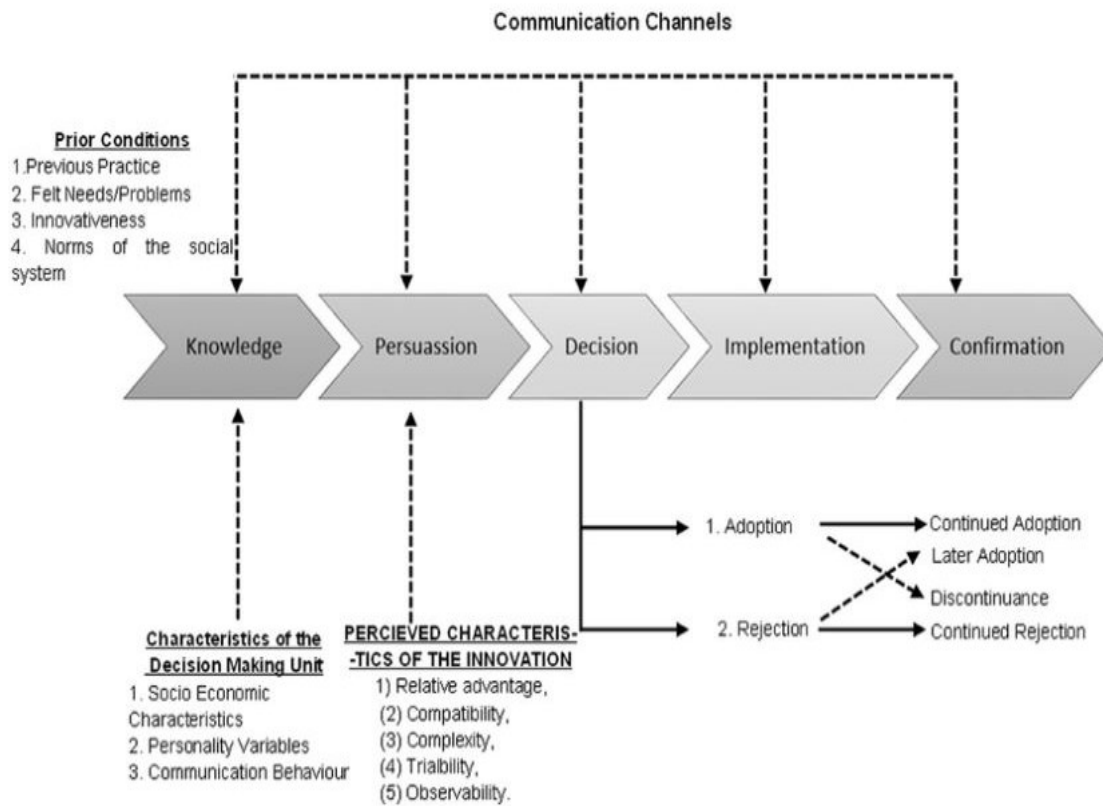 Communication Channels
Prior Conditions
1.Previous Practice
2. Felt Needs/Problems
3. Innovativeness
4. Norms of the social
system
Knowledge
Persuassion
Decision
Implementation
Confirmation
1. Adoption
Continued Adoption
Later Adoption
Discontinuance
2. Rejection
Continued Rejection
Characteristics of the
Decision Making Unit
1. Socio Economic
Characteristics
2. Personality Variables
3. Communication Behaviour
PERCIEVED CHARACTERIS-
-TICS OF THE INNOVATION
1) Relative advantage,
(2) Compatibility,
(3) Complexity,
(4) Trialbility,
(5) Observability.